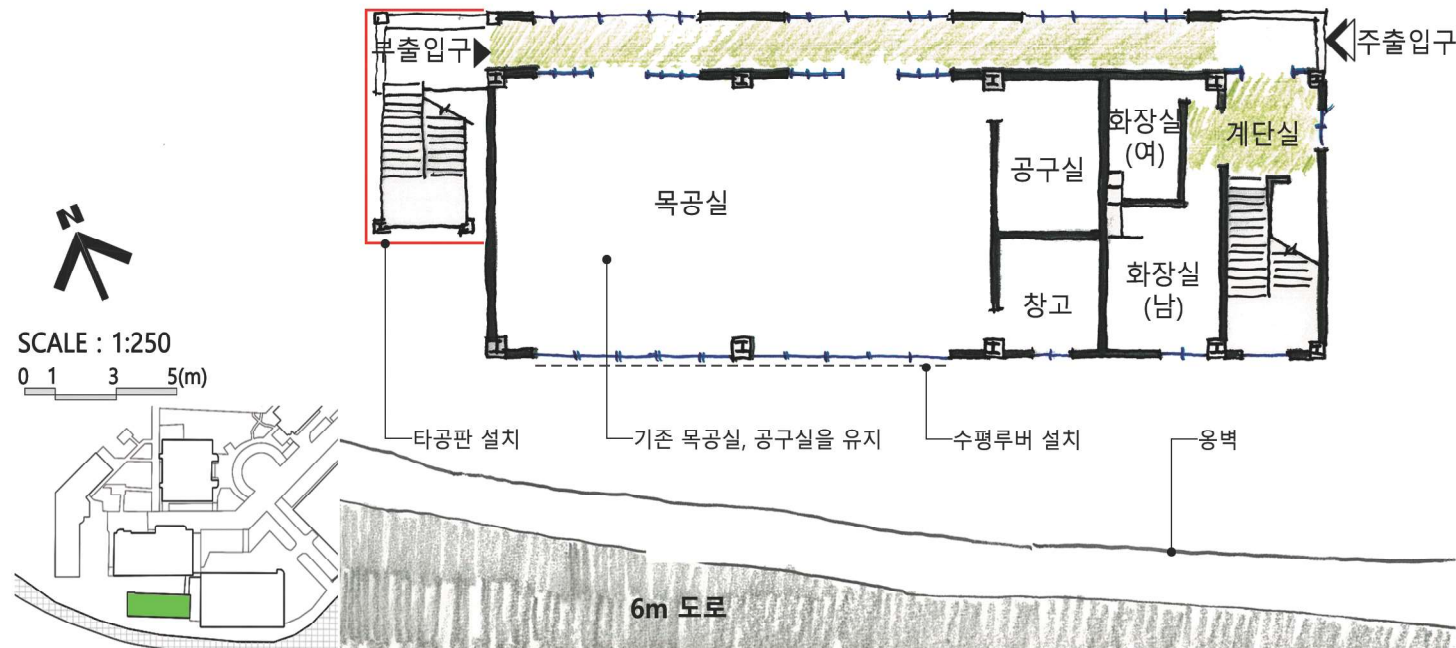 부출입구
주출입구
화장실
(여)
계단실
공구실
목공실
화장실
(남)
창고
N
SCALE : 1:250
0 1 3 5(m)
타공판 설치
기존 목공실, 공구실을 유지
수평루버 설치
옹벽
6m 도로